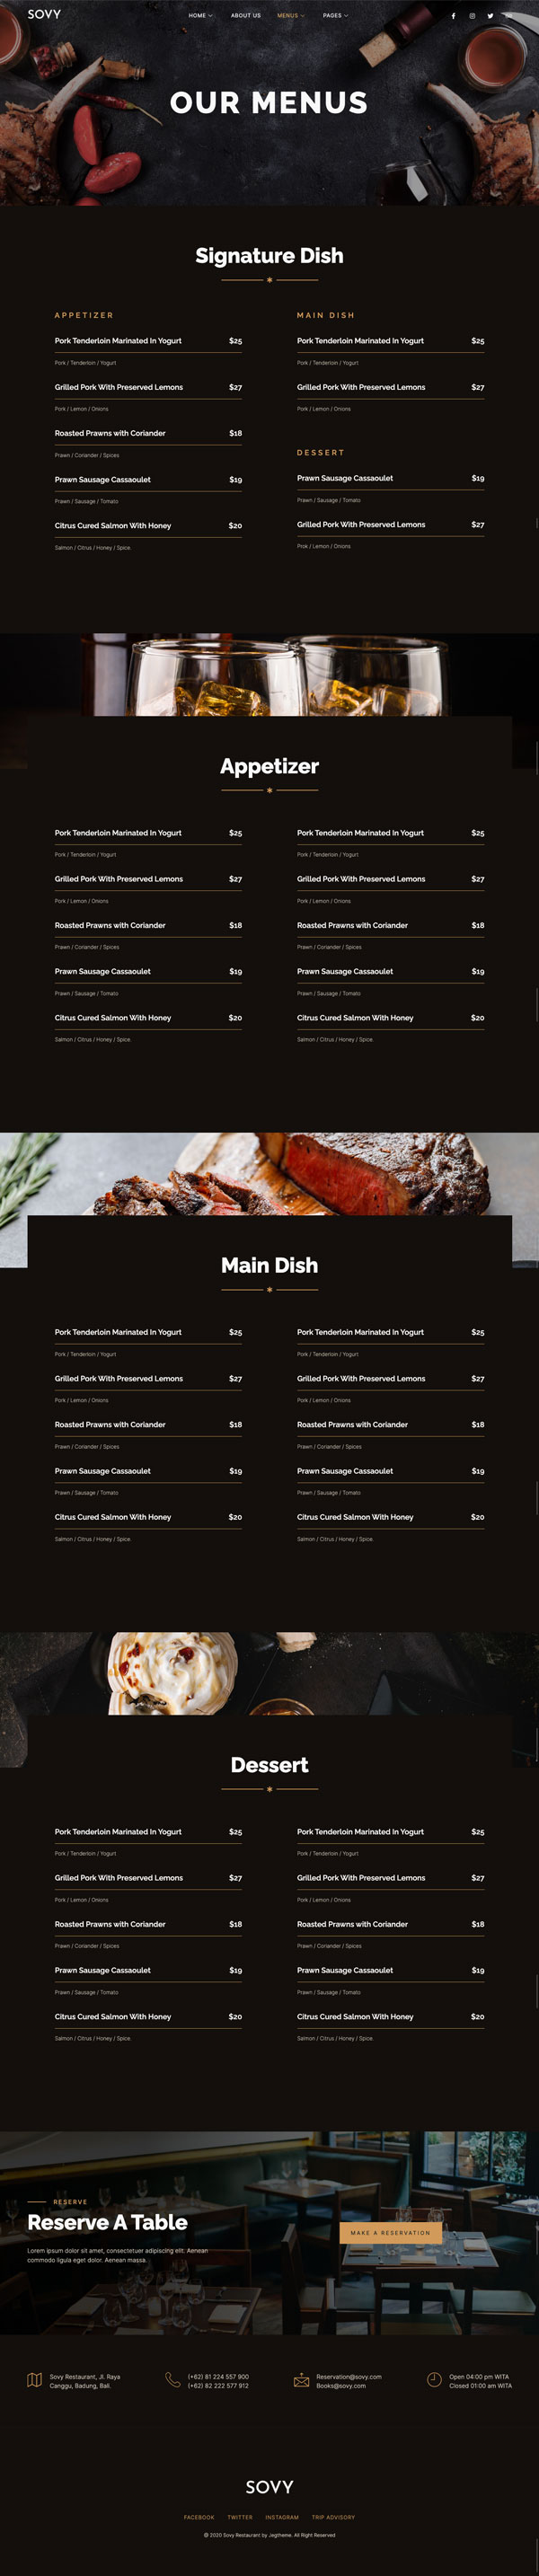 SOVY
HOME
ABOUT US
MENUS
PAGES
OUR MENUS
Signature Dish
APPETIZER
Pork Tenderloin Marinated In Yogurt $25
Pork / Tenderloin / Yogurt
Grilled Pork With Preserved Lemons $27
Pork / Lemon / Onions
Roasted Prawns with Coriander $18
Prawn / Coriander / Spices
Prawn Sausage Cassaoulet $19
Prawn / Sausage / Tomato
Citrus Cured Salmon With Honey $20
Salmon / Citrus / Honey / Spice.
MAIN DISH
Pork Tenderloin Marinated In Yogurt $25
Pork / Tenderloin / Yogurt
Grilled Pork With Preserved Lemons $27
Pork / Lemon / Onions
DESSERT
Prawn Sausage Cassaoulet $19
Prawn / Sausage / Tomato
Grilled Pork With Preserved Lemons $27
Prok / Lemon / Onions
Appetizer
Pork Tenderloin Marinated In Yogurt $25
Pork / Tenderloin / Yogurt
Grilled Pork With Preserved Lemons $27
Pork / Lemon / Onions
Roasted Prawns with Coriander $18
Prawn / Coriander / Spices
Prawn Sausage Cassaoulet $19
Prawn / Sausage / Tomato
Citrus Cured Salmon With Honey $20
Salmon / Citrus / Honey / Spice.
Pork Tenderloin Marinated In Yogurt $25
Pork / Tenderloin / Yogurt
Grilled Pork With Preserved Lemons $27
Pork / Lemon / Onions
Roasted Prawns with Coriander $18
Prawn / Coriander / Spices
Prawn Sausage Cassaoulet $19
Prawn / Sausage / Tomato
Citrus Cured Salmon With Honey $20
Salmon / Citrus / Honey / Spice.
Main Dish
Pork Tenderloin Marinated In Yogurt $25
Pork / Tenderloin / Yogurt
Grilled Pork With Preserved Lemons $27
Pork / Lemon / Onions
Roasted Prawns with Coriander $18
Prawn / Coriander / Spices
Prawn Sausage Cassaoulet $19
Prawn / Sausage / Tomato
Citrus Cured Salmon With Honey $20
Salmon / Citrus / Honey / Spice.
Pork Tenderloin Marinated In Yogurt $25
Pork / Tenderloin / Yogurt
Grilled Pork With Preserved Lemons $27
Pork / Lemon / Onions
Roasted Prawns with Coriander $18
Prawn / Coriander / Spices
Prawn Sausage Cassaoulet $19
Prawn / Sausage / Tomato
Citrus Cured Salmon With Honey $20
Salmon / Citrus / Honey / Spice.
Dessert
Pork Tenderloin Marinated In Yogurt $25
Pork / Tenderloin / Yogurt
Grilled Pork With Preserved Lemons $27
Pork / Lemon / Onions
Roasted Prawns with Coriander $18
Prawn / Coriander / Spices
Prawn Sausage Cassaoulet $19
Prawn / Sausage / Tomato
Citrus Cured Salmon With Honey $20
Salmon / Citrus / Honey / Spice.
Pork Tenderloin Marinated In Yogurt $25
Pork / Tenderloin / Yogurt
Grilled Pork With Preserved Lemons $27
Pork / Lemon / Onions
Roasted Prawns with Coriander $18
Prawn / Coriander / Spices
Prawn Sausage Cassaoulet $19
Prawn / Sausage / Tomato
Citrus Cured Salmon With Honey $20
Salmon / Citrus / Honey / Spice.
RESERVE
Reserve A Table
Lorem ipsum dolor sit amet, consectetuer adipiscing elit. Aenean
commodo ligula eget dolor. Aenean massa.
MAKE A RESERVATION
Sovy Restaurant, Jl. Raya
Canggu, Badung, Bali.
(+62) 81 224 557 900
(+62) 82 222 577 912
Reservation@sovy.com
Books@sovy.com
Open 04:00 pm WITA
Closed 01:00 am WITA
SOVY
FACEBOOK
TWITTER
INSTAGRAM
TRIP ADVISORY
@ 2020 Sovy Restaurant by Jegtheme. All Right Reserved